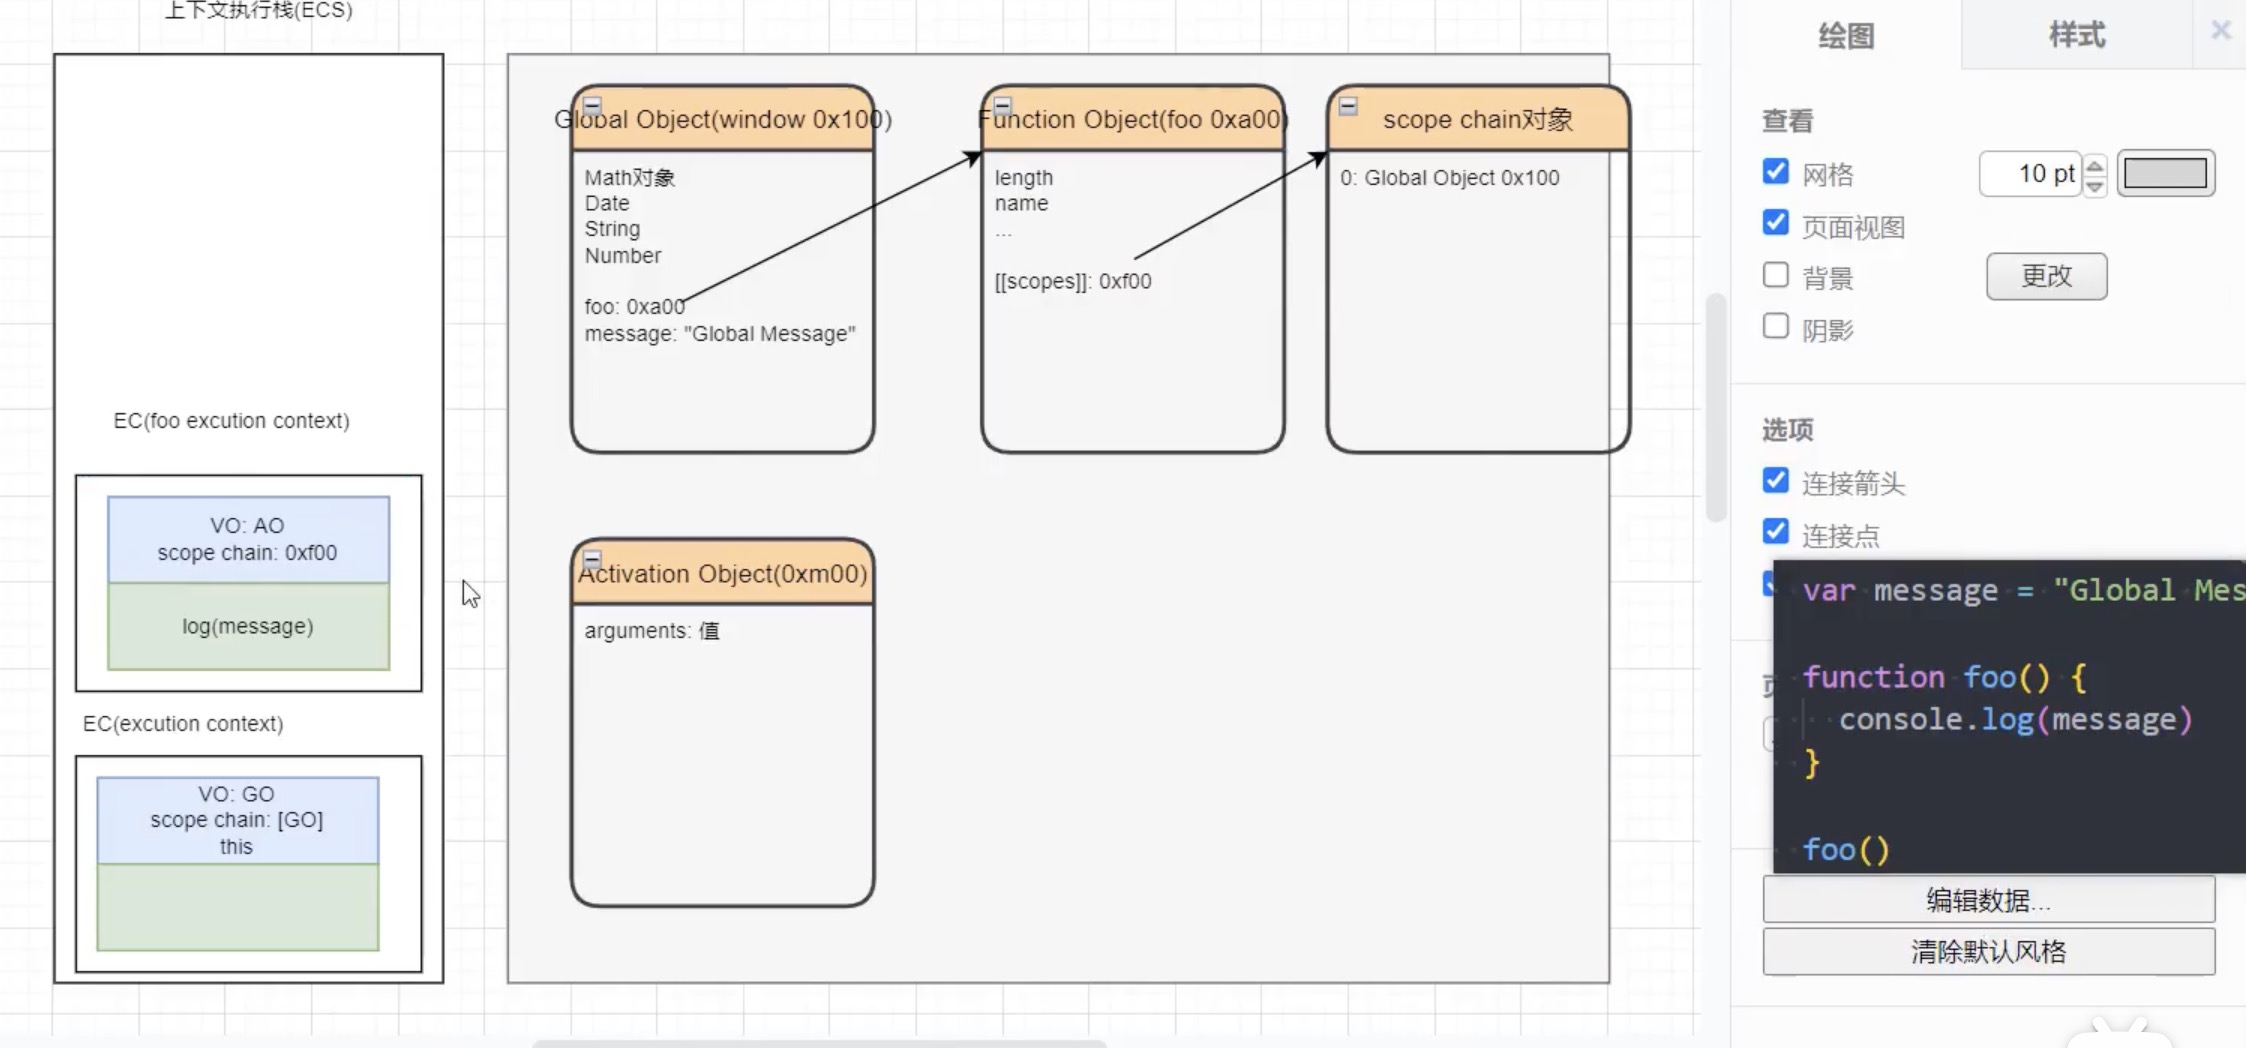 上下文执行栈(ECS)
EC(foo excution context)
VO: AO
scope chain: 0xf00
log(message)
EC(excution context)
VO: GO
scope chain: [GO]
this
Global Object(window 0x100)
Math对象
Date
String
Number
foo: 0xa00
message: "Global Message"
Function Object(foo 0xa00)
length
name
...
[[scopes]]: 0xf00
scope chain对象
0: Global Object 0x100
Activation Object(0xm00)
arguments: 值
绘图
样式
查看
网格
10 pt
页面视图
背景
更改
阴影
选项
连接箭头
连接点
var message = "Global Mes
function foo() {
console.log(message)
}
foo()
编辑数据...
清除默认风格